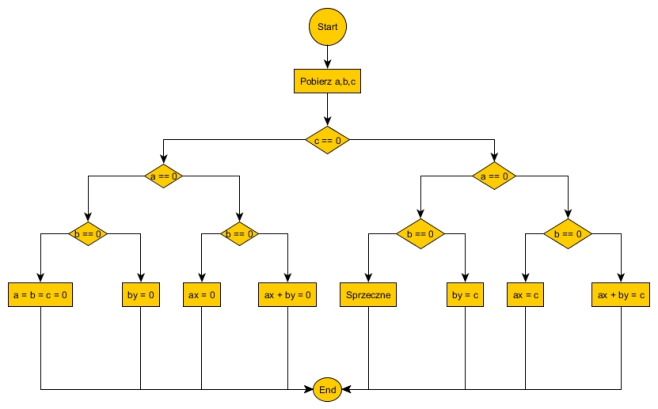 Start
Pobierz a,b,c
c == 0
a == 0
a == 0
b == 0
b == 0
b == 0
b == 0
a = b = c = 0
by = 0
ax = 0
ax + by = 0
Sprzeczne
by = c
ax = c
ax + by = c
End